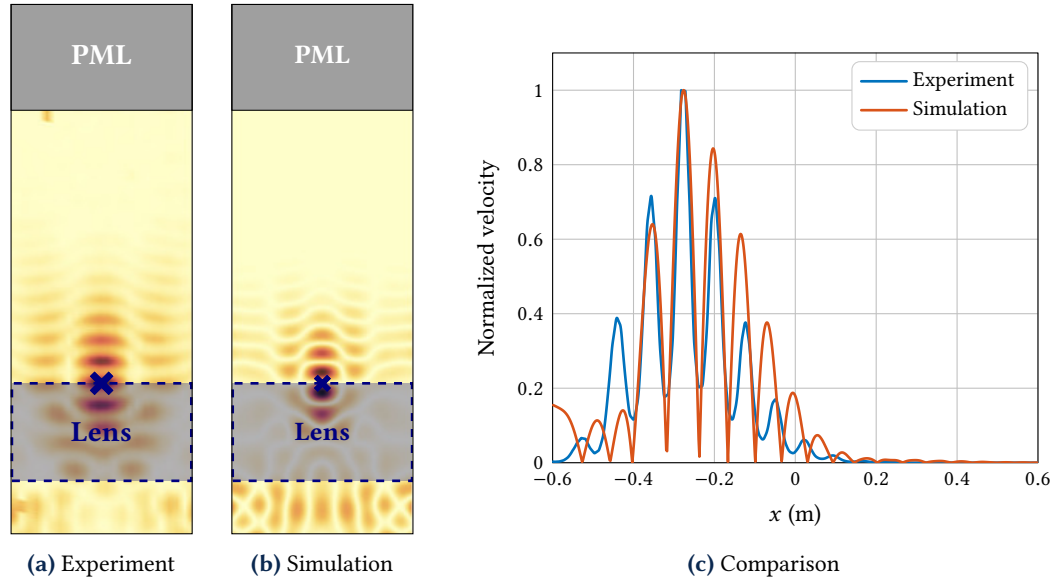 PML
Lens
(a) Experiment
PML
Lens
(b) Simulation
Normalized velocity
1
0.8
0.6
0.4
0.2
0
−0.6
−0.4
−0.2
0
0.2
0.4
0.6
x (m)
Experiment
Simulation
(c) Comparison